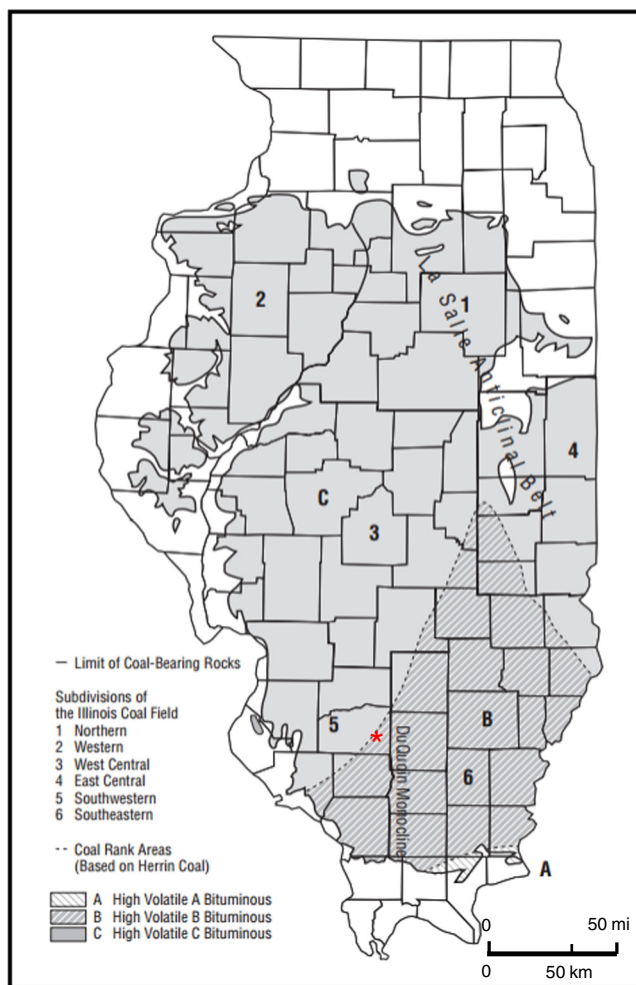 1
La Salle Anticlinal Belt
2
4
C
3
— Limit of Coal-Bearing Rocks
Subdivisions of
the Illinois Coal Field
1 Northern
2 Western
3 West Central
4 East Central
5 Southwestern
6 Southeastern
5
*
DuQuoin Monocline
B
6
--- Coal Rank Areas
(Based on Herrin Coal)
A
A High Volatile A Bituminous
B High Volatile B Bituminous
C High Volatile C Bituminous
0 50 mi
0 50 km